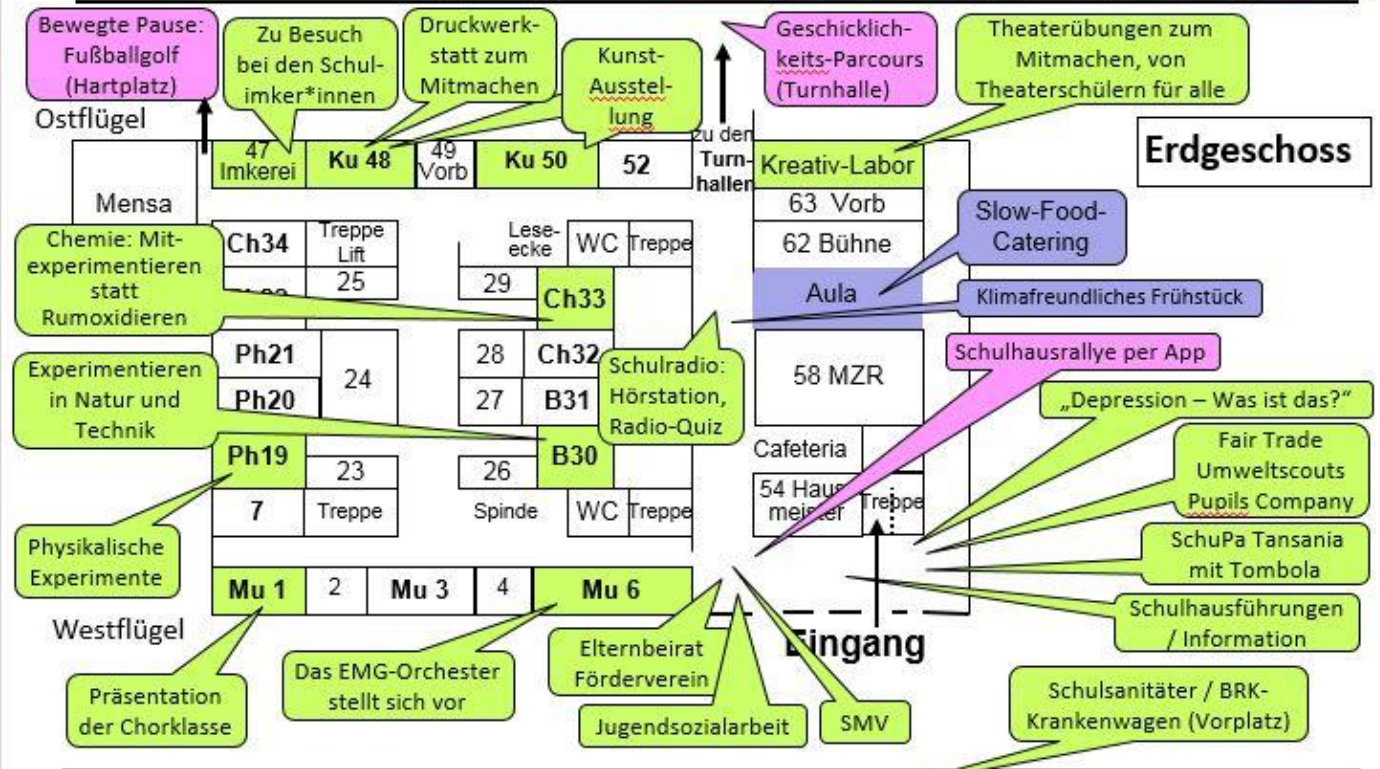 Bewegte Pause:
Fußballgolf
(Hartplatz)
Zu Besuch
bei den Schul-
imker*innen
Druckwerk-
statt zum
Mitmachen
Kunst-
Ausstel-
lung
Geschicklich-
keits-Parcours
(Turnhalle)
Theaterübungen zum
Mitmachen, von
Theaterschülern für alle
Ostflügel
Erdgeschoss
47
Imkerei
Ku 48
49
Vorb
Ku 50
52
zu den
Turn-
hallen
Kreativ-Labor
63 Vorb
62 Bühne
Aula
Slow-Food-
Catering
Klimafreundliches Frühstück
Mensa
Ch34
Treppe
Lift
25
Lese-
ecke
WC
Treppe
29
Ch33
Chemie: Mit-
experimentieren
statt
Rumoxidieren
Ph21
24
28
Ch32
Ph20
27
B31
Schulradio:
Hörstation,
Radio-Quiz
58 MZR
Schulhausrallye per App
Experimentieren
in Natur und
Technik
„Depression – Was ist das?“
Ph19
23
26
B30
Cafeteria
Fair Trade
Umweltscouts
Pupils Company
7
Treppe
Spinde
WC
Treppe
54 Haus
meister
Treppe
Physikalische
Experimente
SchuPa Tansania
mit Tombola
Mu 1
2
Mu 3
4
Mu 6
Schulhausführungen
/ Information
Westflügel
Eingang
Präsentation
der Chorklasse
Das EMG-Orchester
stellt sich vor
Elternbeirat
Förderverein
Jugendsozialarbeit
SMV
Schulsanitäter / BRK-
Krankenwagen (Vorplatz)